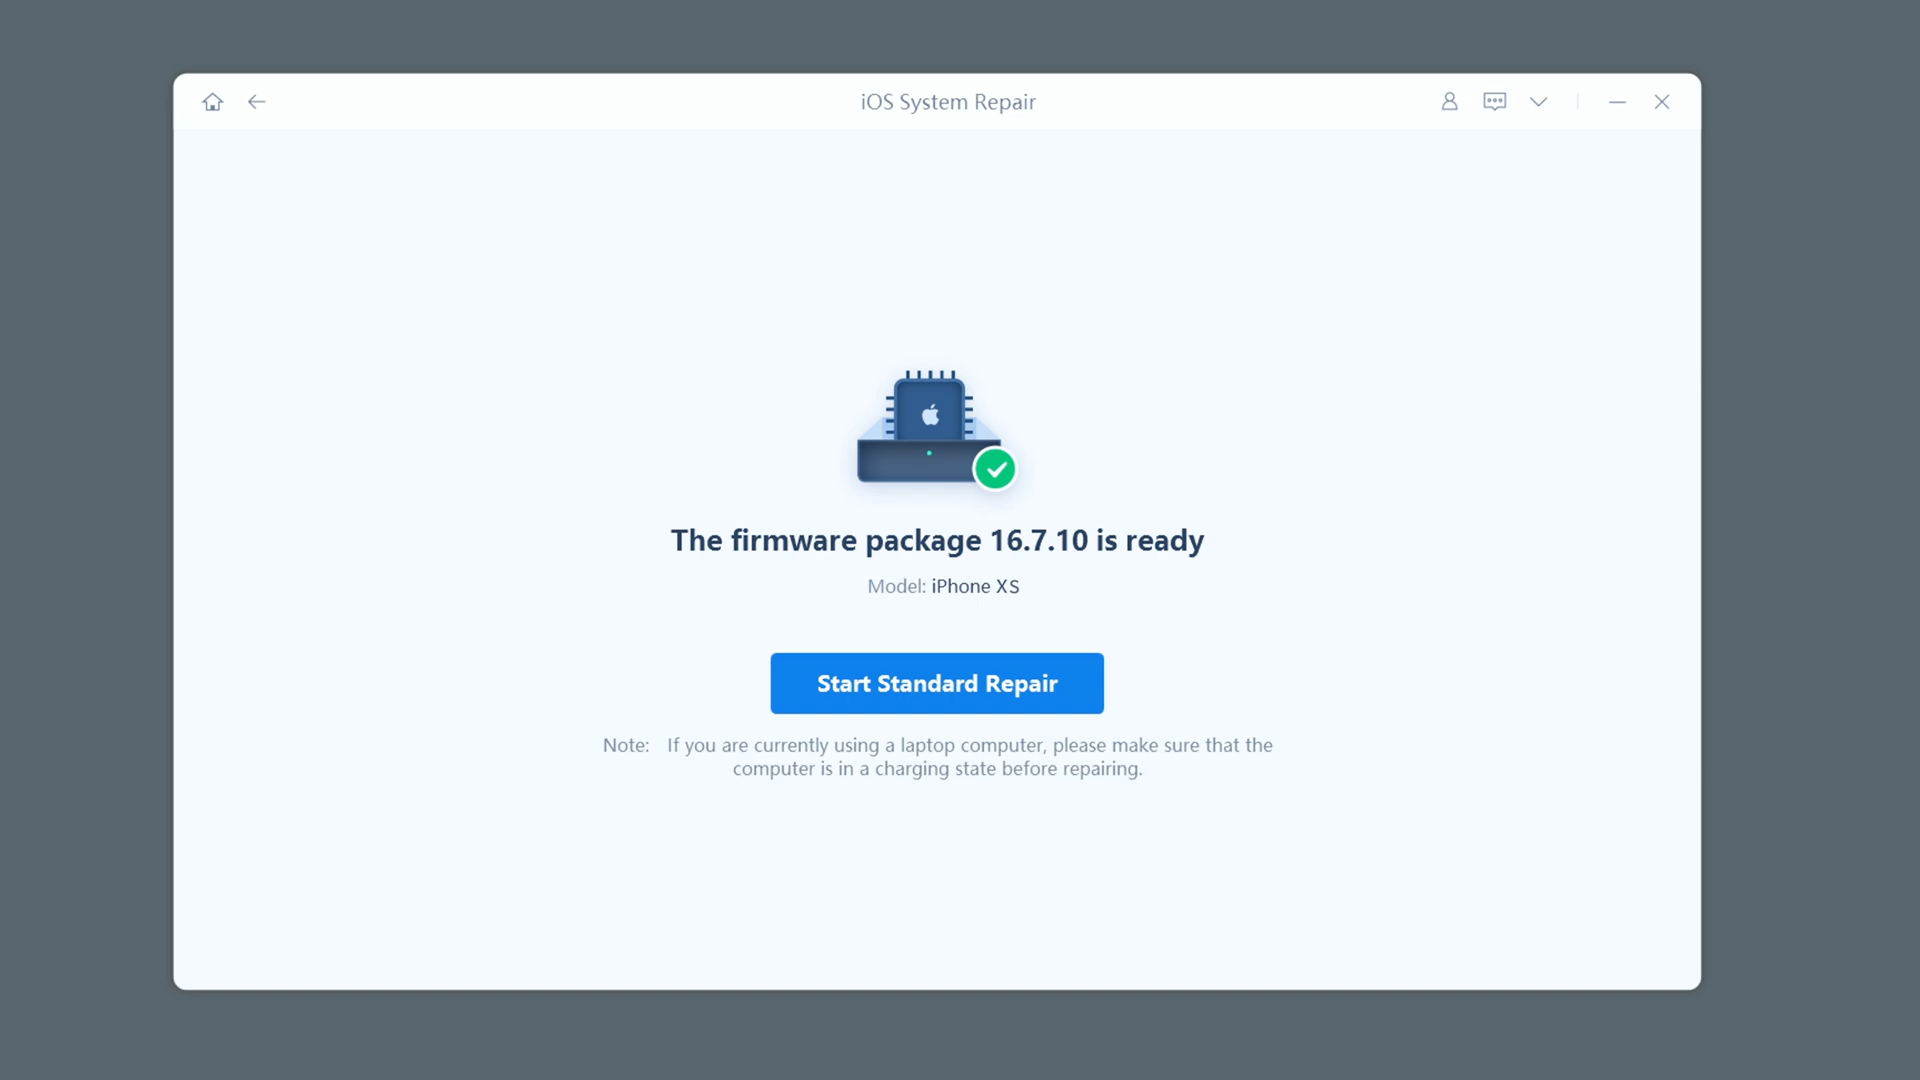 iOS System Repair
The firmware package 16.7.10 is ready
Model: iPhone XS
Start Standard Repair
Note: If you are currently using a laptop computer, please make sure that the
computer is in a charging state before repairing.